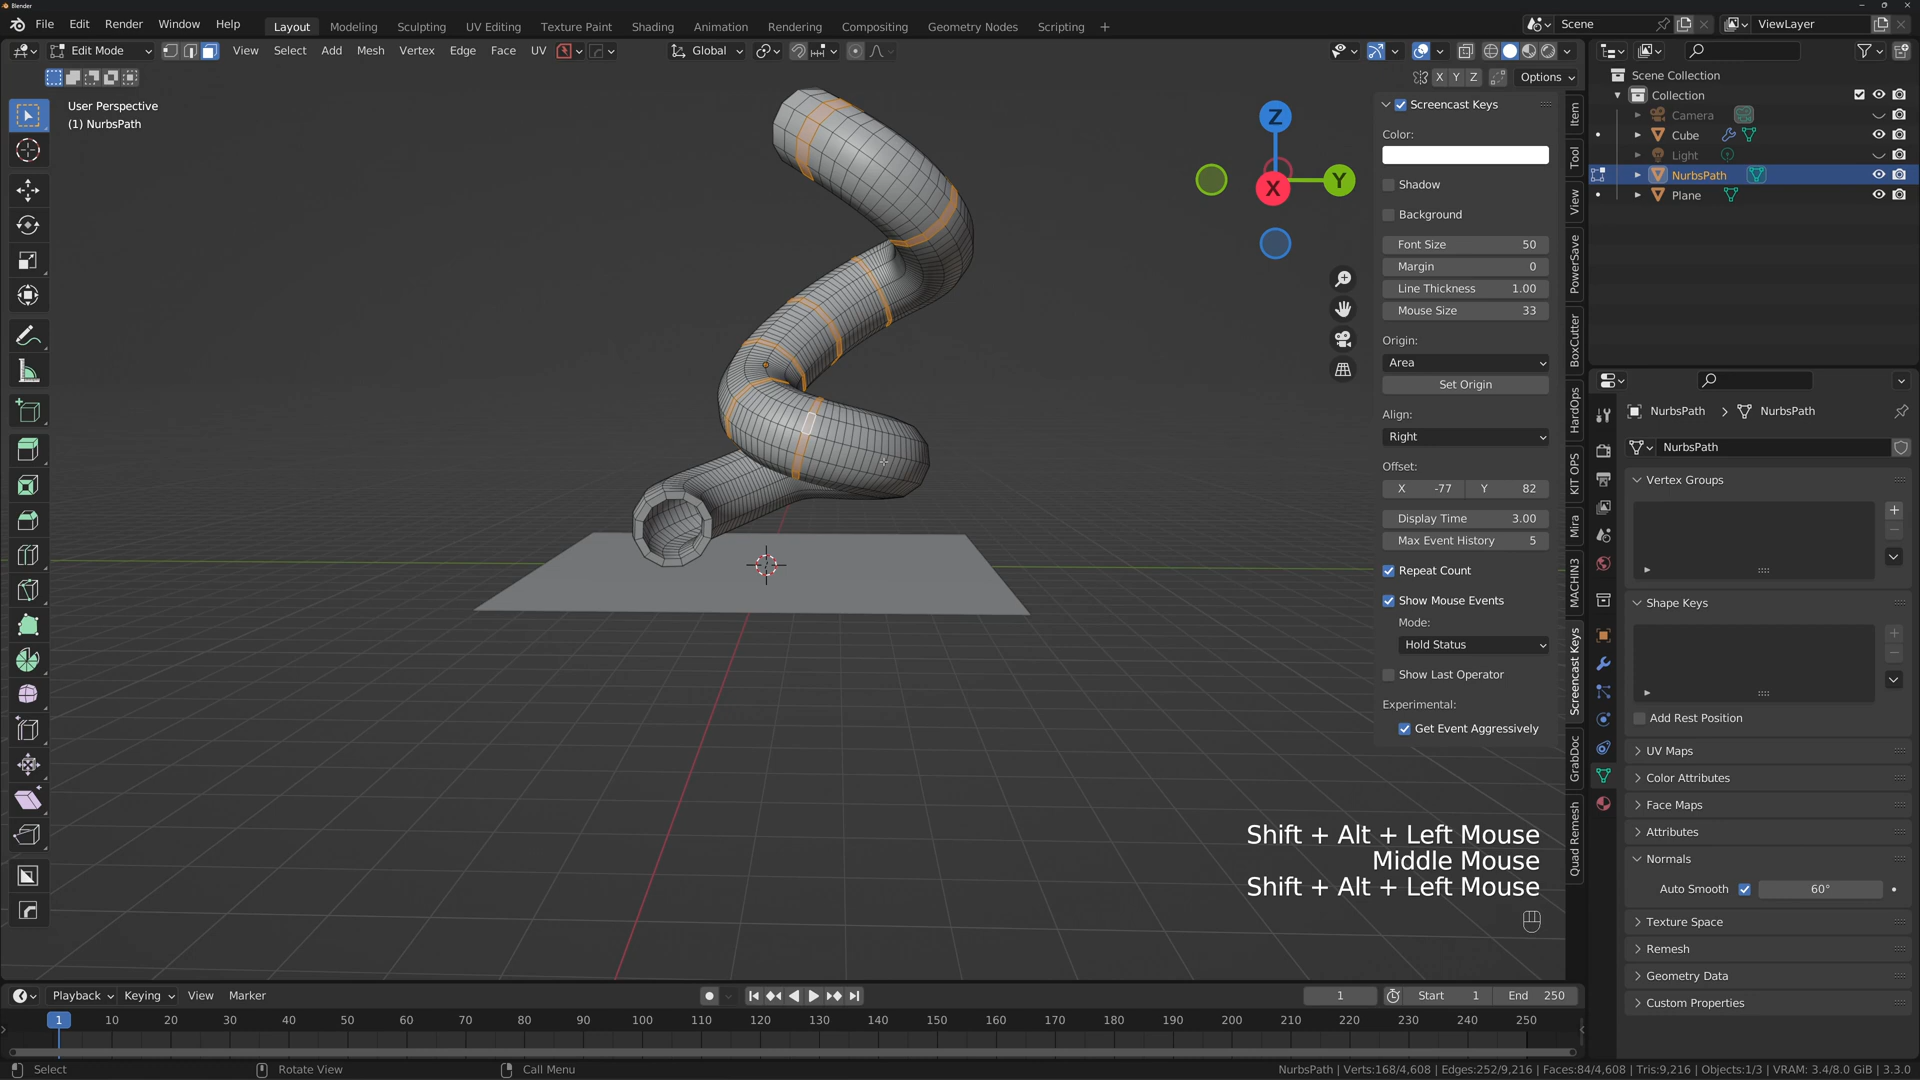 Blender
File Edit Render Window Help
Layout Modeling Sculpting UV Editing Texture Paint Shading Animation Rendering Compositing Geometry Nodes Scripting +
Scene
ViewLayer
Edit Mode View Select Add Mesh Vertex Edge Face UV Global
X Y Z Options
User Perspective
(1) NurbsPath
Z
Y
X
Screencast Keys
Color:
Shadow
Background
Font Size 50
Margin 0
Line Thickness 1.00
Mouse Size 33
Origin:
Area
Set Origin
Align:
Right
Offset:
X -77 Y 82
Display Time 3.00
Max Event History 5
Repeat Count
Show Mouse Events
Mode:
Hold Status
Show Last Operator
Experimental:
Get Event Aggressively
Item
Tool
View
PowerSave
BoxCutter
HardOps
KIT OPS
Mira
MACHIN3
Screencast Keys
GrabDoc
Quad Remesh
Shift + Alt + Left Mouse
Middle Mouse
Shift + Alt + Left Mouse
Scene Collection
Collection
Camera
Cube
Light
NurbsPath
Plane
NurbsPath > NurbsPath
NurbsPath
Vertex Groups
Shape Keys
Add Rest Position
UV Maps
Color Attributes
Face Maps
Attributes
Normals
Auto Smooth 60°
Texture Space
Remesh
Geometry Data
Custom Properties
Playback Keying View Marker
1 Start 1 End 250
1 10 20 30 40 50 60 70 80 90 100 110 120 130 140 150 160 170 180 190 200 210 220 230 240 250
Select Rotate View Call Menu
NurbsPath | Verts:168/4,608 | Edges:252/9,216 | Faces:84/4,608 | Tris:9,216 | Objects:1/3 | VRAM: 3.4/8.0 GiB | 3.3.0